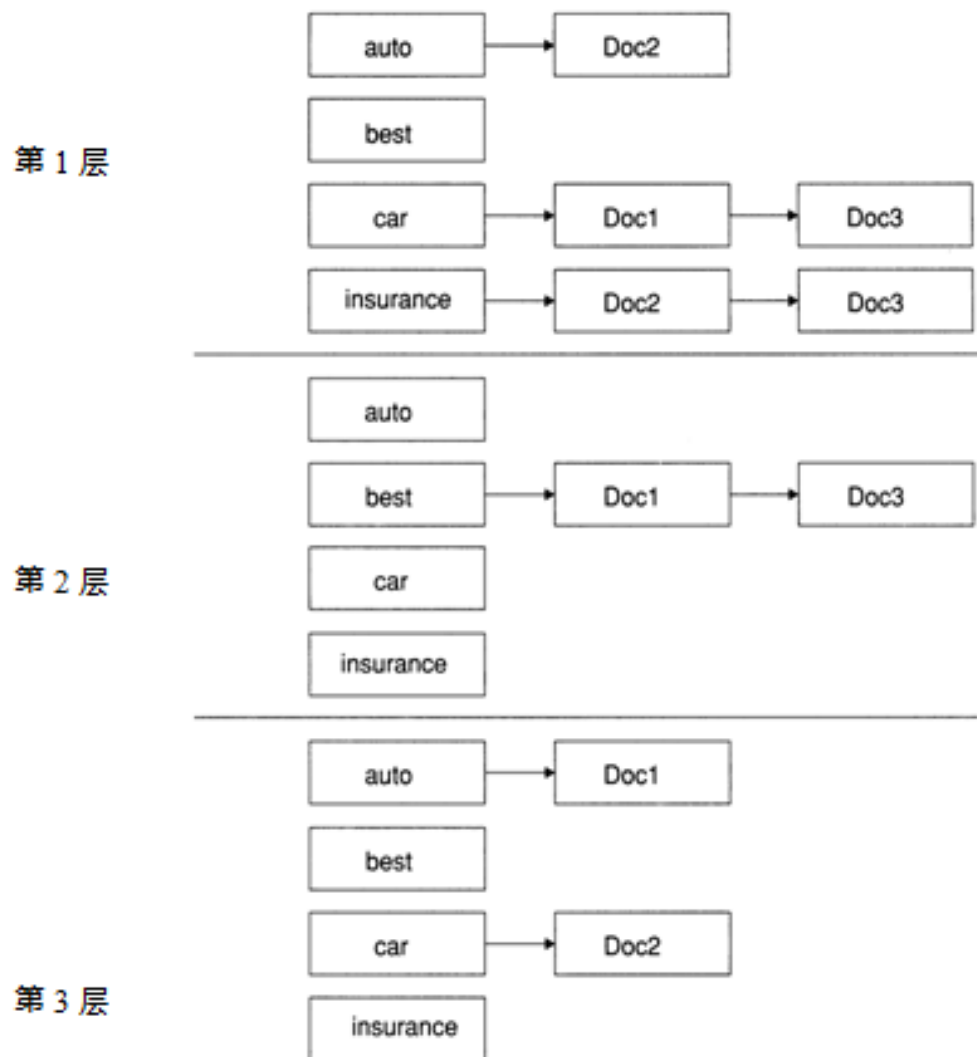 auto Doc2
best
第 1 层
car Doc1 Doc3
insurance Doc2 Doc3
auto
best Doc1 Doc3
第 2 层
car
insurance
auto Doc1
best
car Doc2
第 3 层
insurance